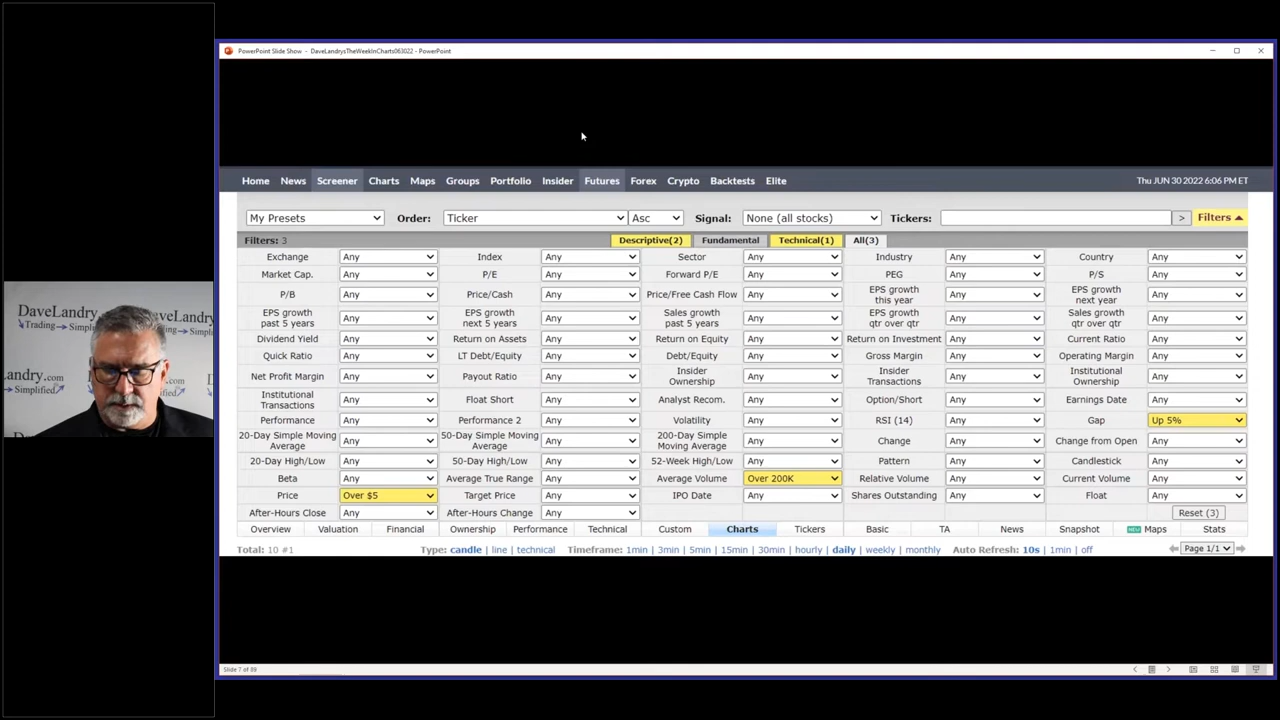 PowerPoint Slide Show - DaveLandrysTheWeekInCharts063022 - PowerPoint
Home News Screener Charts Maps Groups Portfolio Insider Futures Forex Crypto Backtests Elite Thu JUN 30 2022 6:06 PM ET
My Presets Order: Ticker Asc Signal: None (all stocks) Tickers: > Filters
Filters: 3 Descriptive(2) Fundamental Technical(1) All(3)
Exchange Any Index Any Sector Any Industry Any Country Any
Market Cap. Any P/E Any Forward P/E Any PEG Any P/S Any
P/B Any Price/Cash Any Price/Free Cash Flow Any EPS growth this year Any EPS growth next year Any
EPS growth past 5 years Any EPS growth next 5 years Any Sales growth past 5 years Any EPS growth qtr over qtr Any Sales growth qtr over qtr Any
Dividend Yield Any Return on Assets Any Return on Equity Any Return on Investment Any Current Ratio Any
Quick Ratio Any LT Debt/Equity Any Debt/Equity Any Gross Margin Any Operating Margin Any
Net Profit Margin Any Payout Ratio Any Insider Ownership Any Insider Transactions Any Institutional Ownership Any
Institutional Transactions Any Float Short Any Analyst Recom. Any Option/Short Any Earnings Date Any
Performance Any Performance 2 Any Volatility Any RSI (14) Any Gap Up 5%
20-Day Simple Moving Average Any 50-Day Simple Moving Average Any 200-Day Simple Moving Average Any Change Any Change from Open Any
20-Day High/Low Any 50-Day High/Low Any 52-Week High/Low Any Pattern Any Candlestick Any
Beta Any Average True Range Any Average Volume Over 200K Relative Volume Any Current Volume Any
Price Over $5 Target Price Any IPO Date Any Shares Outstanding Any Float Any
After-Hours Close Any After-Hours Change Any Reset (3)
Overview Valuation Financial Ownership Performance Technical Custom Charts Tickers Basic TA News Snapshot NEW Maps Stats
Total: 10 #1 Type: candle | line | technical Timeframe: 1min | 3min | 5min | 15min | 30min | hourly | daily | weekly | monthly Auto Refresh: 10s | 1min | off Page 1/1
DaveLandry
Trading Simpl
DaveLandry.
Simpli
ndry.com
Simplified
Slide 7 of 89